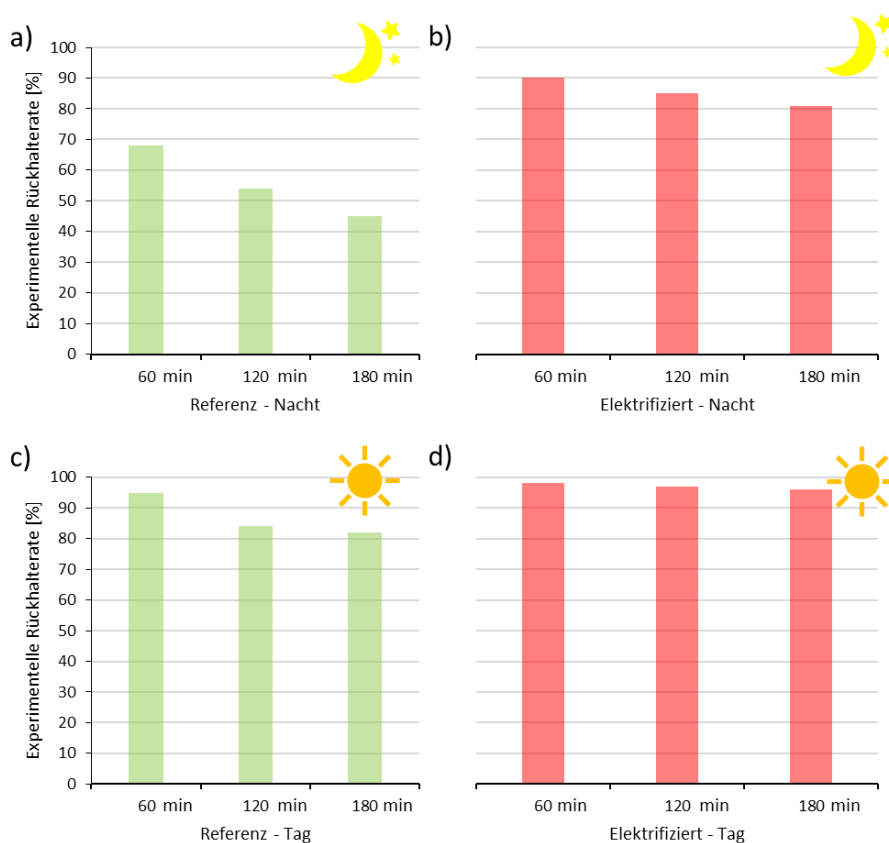 a)
Experimentelle Rückhalterate [%]
100
90
80
70
60
50
40
30
20
10
0
60 min 120 min 180 min
Referenz - Nacht
b)
60 min 120 min 180 min
Elektrifiziert - Nacht
c)
Experimentelle Rückhalterate [%]
100
90
80
70
60
50
40
30
20
10
0
60 min 120 min 180 min
Referenz - Tag
d)
60 min 120 min 180 min
Elektrifiziert - Tag